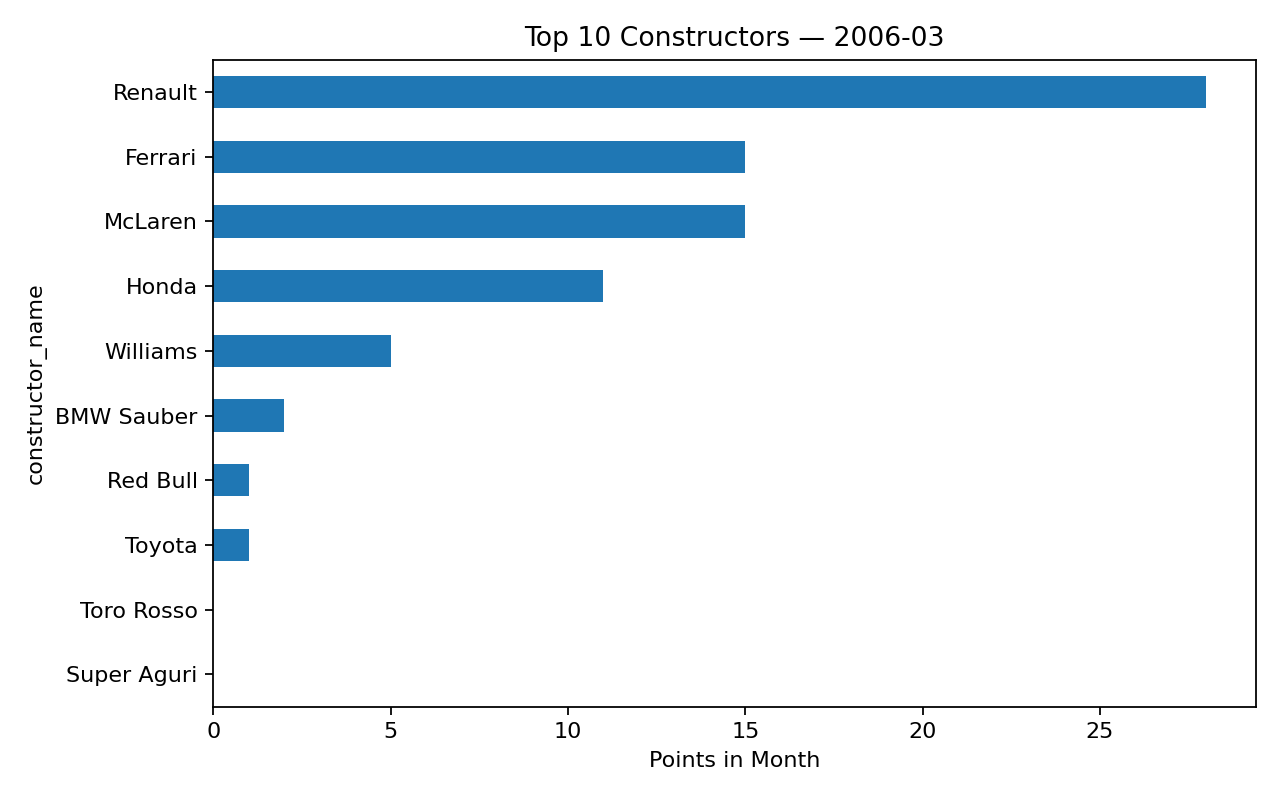 Top 10 Constructors — 2006-03
constructor_name
Renault
Ferrari
McLaren
Honda
Williams
BMW Sauber
Red Bull
Toyota
Toro Rosso
Super Aguri
0 5 10 15 20 25
Points in Month